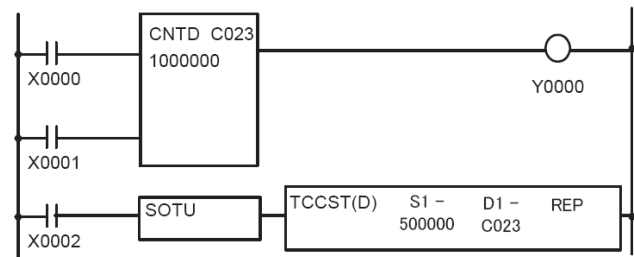 CNTD C023
1000000
X0000
Y0000
X0001
SOTU
TCCST(D) S1 - D1 - REP
500000 C023
X0002